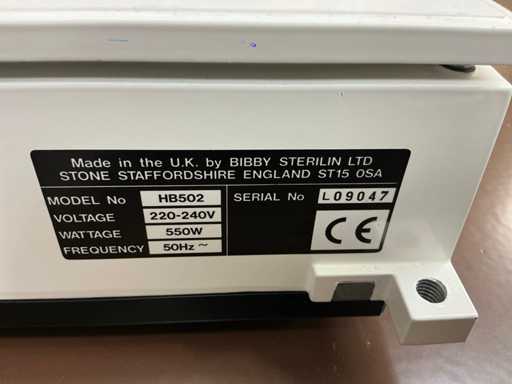 Made in the U.K. by BIBBY STERILIN LTD
STONE STAFFORDSHIRE ENGLAND ST15 0SA
MODEL No HB502 SERIAL No L09047
VOLTAGE 220-240V
WATTAGE 550W
FREQUENCY 50Hz ~
CE